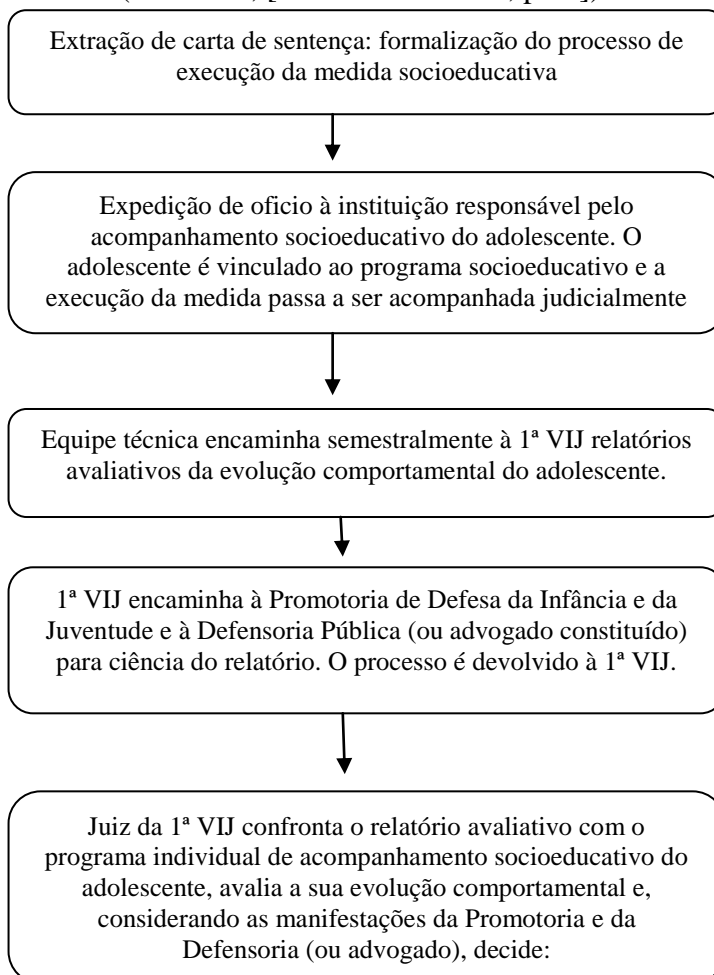 Extração de carta de sentença: formalização do processo de
execução da medida socioeducativa
Expedição de oficio à instituição responsável pelo
acompanhamento socioeducativo do adolescente. O
adolescente é vinculado ao programa socioeducativo e a
execução da medida passa a ser acompanhada judicialmente
Equipe técnica encaminha semestralmente à 1ª VIJ relatórios
avaliativos da evolução comportamental do adolescente.
1ª VIJ encaminha à Promotoria de Defesa da Infância e da
Juventude e à Defensoria Pública (ou advogado constituído)
para ciência do relatório. O processo é devolvido à 1ª VIJ.
Juiz da 1ª VIJ confronta o relatório avaliativo com o
programa individual de acompanhamento socioeducativo do
adolescente, avalia a sua evolução comportamental e,
considerando as manifestações da Promotoria e da
Defensoria (ou advogado), decide: